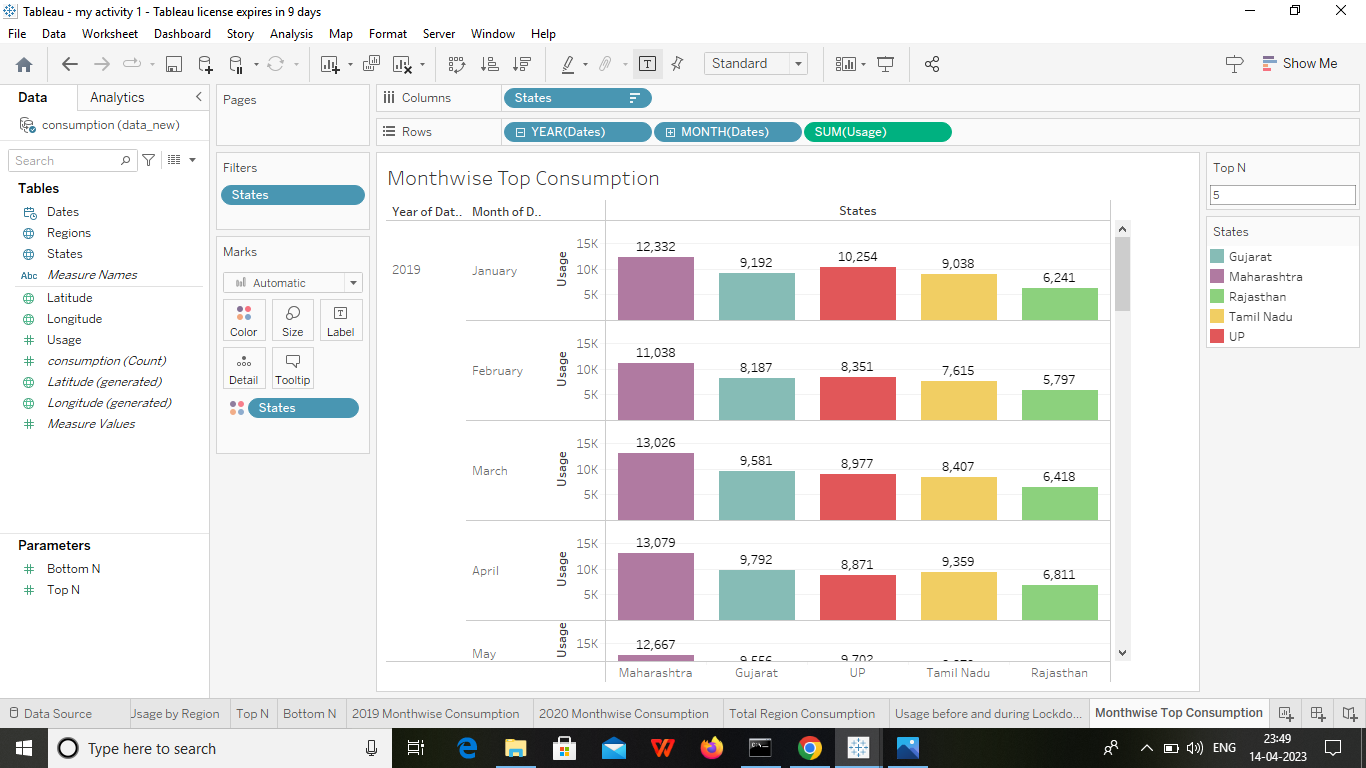 Tableau - my activity 1 - Tableau license expires in 9 days
File Data Worksheet Dashboard Story Analysis Map Format Server Window Help
Standard
Show Me
Data Analytics
consumption (data_new)
Search
Tables
Dates
Regions
States
Abc Measure Names
Latitude
Longitude
Usage
consumption (Count)
Latitude (generated)
Longitude (generated)
Measure Values
Parameters
Bottom N
Top N
Pages
Filters
States
Marks
Automatic
Color Size Label
Detail Tooltip
States
Columns States
Rows YEAR(Dates) MONTH(Dates) SUM(Usage)
Monthwise Top Consumption
Year of Dat.. Month of D.. States
2019 January Usage 15K 10K 5K 12,332 9,192 10,254 9,038 6,241
February Usage 15K 10K 5K 11,038 8,187 8,351 7,615 5,797
March Usage 15K 10K 5K 13,026 9,581 8,977 8,407 6,418
April Usage 15K 10K 5K 13,079 9,792 8,871 9,359 6,811
May Usage 15K 12,667 9,556 9,702
Maharashtra Gujarat UP Tamil Nadu Rajasthan
Top N
5
States
Gujarat
Maharashtra
Rajasthan
Tamil Nadu
UP
Data Source Usage by Region Top N Bottom N 2019 Monthwise Consumption 2020 Monthwise Consumption Total Region Consumption Usage before and during Lockdo... Monthwise Top Consumption
Type here to search
ENG
23:49
14-04-2023